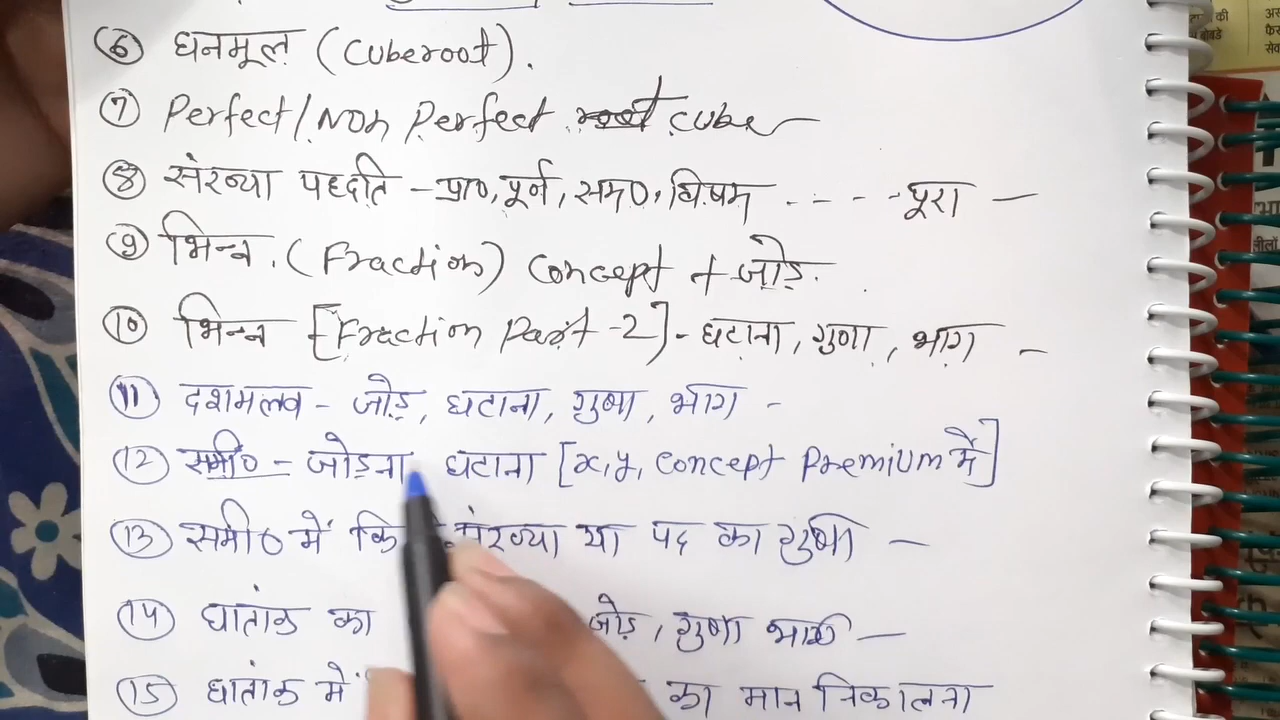 ⑥ घनमूल (Cuberoot).
⑦ Perfect/Non Perfect cube
⑧ संख्या पद्धति - प्रा०, पूर्न, सम०, विषम - - - - पूरा —
⑨ भिन्न. (Fraction) Concept + जोड़.
⑩ भिन्न [Fraction Part -2] - घटाना, गुणा, भाग —
⑪ दशमलव - जोड़, घटाना, गुणा, भाग -
⑫ समी० - जोड़ना, घटाना [x, y, concept Premium में]
⑬ समी० में कि संख्या या पद का गुणा —
⑭ घातांक का जोड़, गुणा भाग —
⑮ घातांक में का मान निकालना
की
बोबडे